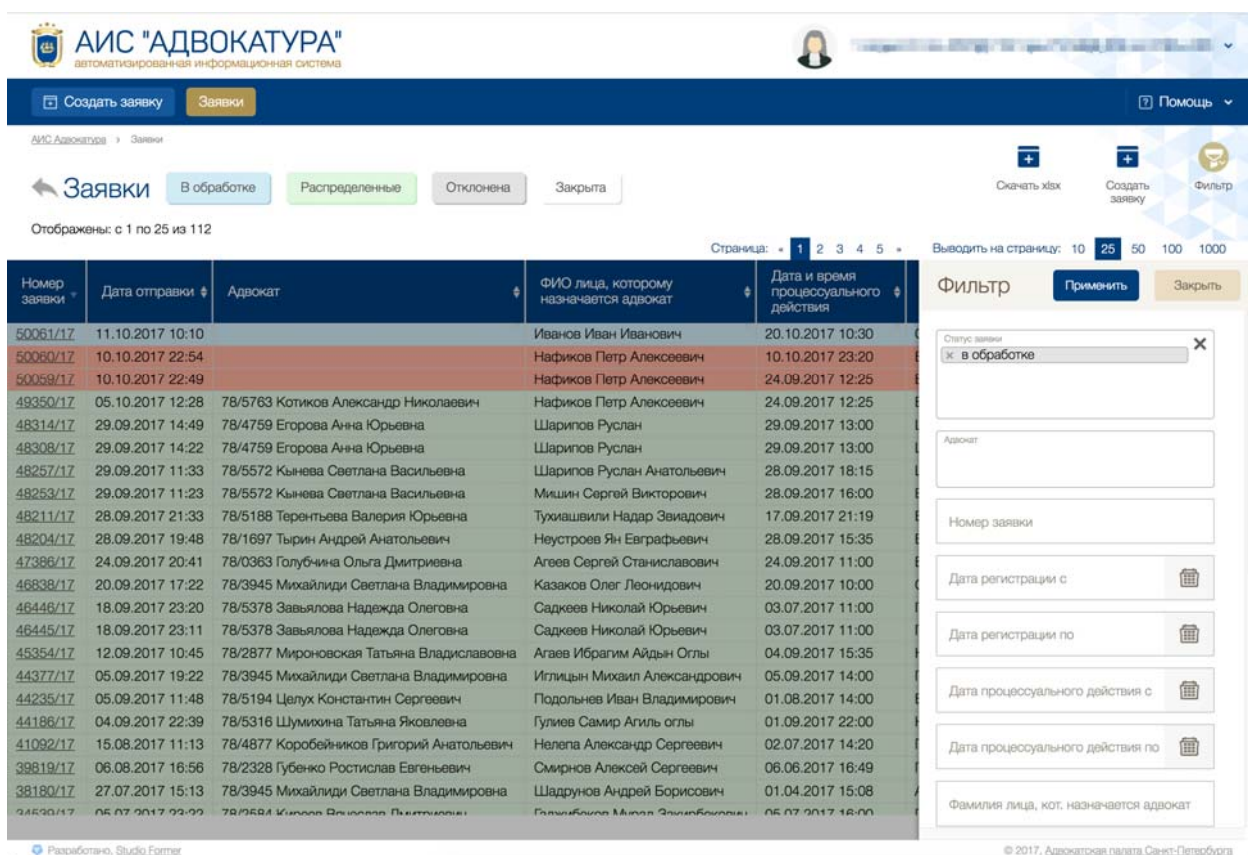 АИС "АДВОКАТУРА"
автоматизированная информационная система
Создать заявку Заявки Помощь
АИС Адвокатура › Заявки
Заявки В обработке Распределенные Отклонена Закрыта
Скачать xlsx Создать заявку Фильтр
Отображены: с 1 по 25 из 112
Страница: « 1 2 3 4 5 » Выводить на страницу: 10 25 50 100 1000
Номер заявки Дата отправки Адвокат ФИО лица, которому назначается адвокат Дата и время процессуального действия
50061/17 11.10.2017 10:10 Иванов Иван Иванович 20.10.2017 10:30
50060/17 10.10.2017 22:54 Нафиков Петр Алексеевич 10.10.2017 23:20
50059/17 10.10.2017 22:49 Нафиков Петр Алексеевич 24.09.2017 12:25
49350/17 05.10.2017 12:28 78/5763 Котиков Александр Николаевич Нафиков Петр Алексеевич 24.09.2017 12:25
48314/17 29.09.2017 14:49 78/4759 Егорова Анна Юрьевна Шарипов Руслан 29.09.2017 13:00
48308/17 29.09.2017 14:22 78/4759 Егорова Анна Юрьевна Шарипов Руслан 29.09.2017 13:00
48257/17 29.09.2017 11:33 78/5572 Кынева Светлана Васильевна Шарипов Руслан Анатольевич 28.09.2017 18:15
48253/17 29.09.2017 11:23 78/5572 Кынева Светлана Васильевна Мишин Сергей Викторович 28.09.2017 16:00
48211/17 28.09.2017 21:33 78/5188 Терентьева Валерия Юрьевна Тухиашвили Надар Звиадович 17.09.2017 21:19
48204/17 28.09.2017 19:48 78/1697 Тырин Андрей Анатольевич Неустроев Ян Евграфьевич 28.09.2017 15:35
47386/17 24.09.2017 20:41 78/0363 Голубчина Ольга Дмитриевна Агеев Сергей Станиславович 24.09.2017 11:00
46838/17 20.09.2017 17:22 78/3945 Михайлиди Светлана Владимировна Казаков Олег Леонидович 20.09.2017 10:00
46446/17 18.09.2017 23:20 78/5378 Завьялова Надежда Олеговна Садкеев Николай Юрьевич 03.07.2017 11:00
46445/17 18.09.2017 23:11 78/5378 Завьялова Надежда Олеговна Садкеев Николай Юрьевич 03.07.2017 11:00
45354/17 12.09.2017 10:45 78/2877 Мироновская Татьяна Владиславовна Агаев Ибрагим Айдын Оглы 04.09.2017 15:35
44377/17 05.09.2017 19:22 78/3945 Михайлиди Светлана Владимировна Иглицын Михаил Александрович 05.09.2017 14:00
44235/17 05.09.2017 11:48 78/5194 Целух Константин Сергеевич Подольнев Иван Владимирович 01.08.2017 14:00
44186/17 04.09.2017 22:39 78/5316 Шумихина Татьяна Яковлевна Гулиев Самир Агиль оглы 01.09.2017 22:00
41092/17 15.08.2017 11:13 78/4877 Коробейников Григорий Анатольевич Нелепа Александр Сергеевич 02.07.2017 14:20
39819/17 06.08.2017 16:56 78/2328 Губенко Ростислав Евгеньевич Смирнов Алексей Сергеевич 06.06.2017 16:49
38180/17 27.07.2017 15:13 78/3945 Михайлиди Светлана Владимировна Шадрунов Андрей Борисович 01.04.2017 15:08
34539/17 05.07.2017 23:22 78/2584 05.07.2017 16:00
Фильтр Применить Закрыть
Статус заявки
× в обработке
Адвокат
Номер заявки
Дата регистрации с
Дата регистрации по
Дата процессуального действия с
Дата процессуального действия по
Фамилия лица, кот. назначается адвокат
Разработано, Studio Former © 2017, Адвокатская палата Санкт-Петербурга